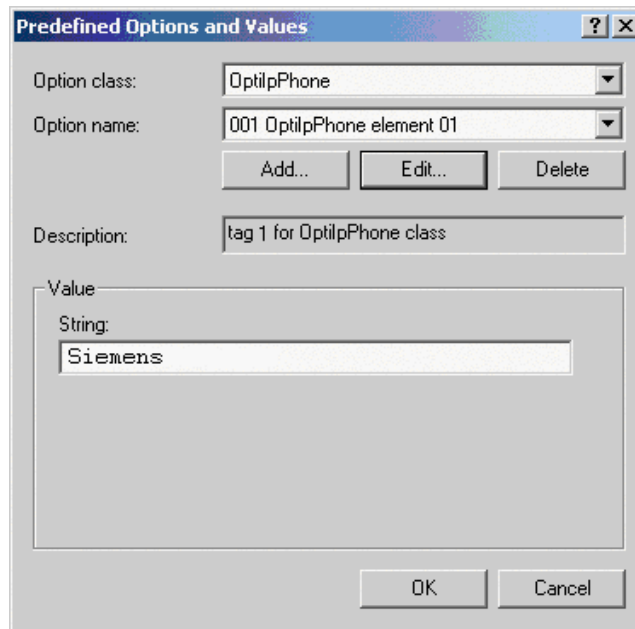 Predefined Options and Values
Option class:
OptiIpPhone
Option name:
001 OptiIpPhone element 01
Add...
Edit...
Delete
Description:
tag 1 for OptiIpPhone class
Value
String:
Siemens
OK
Cancel